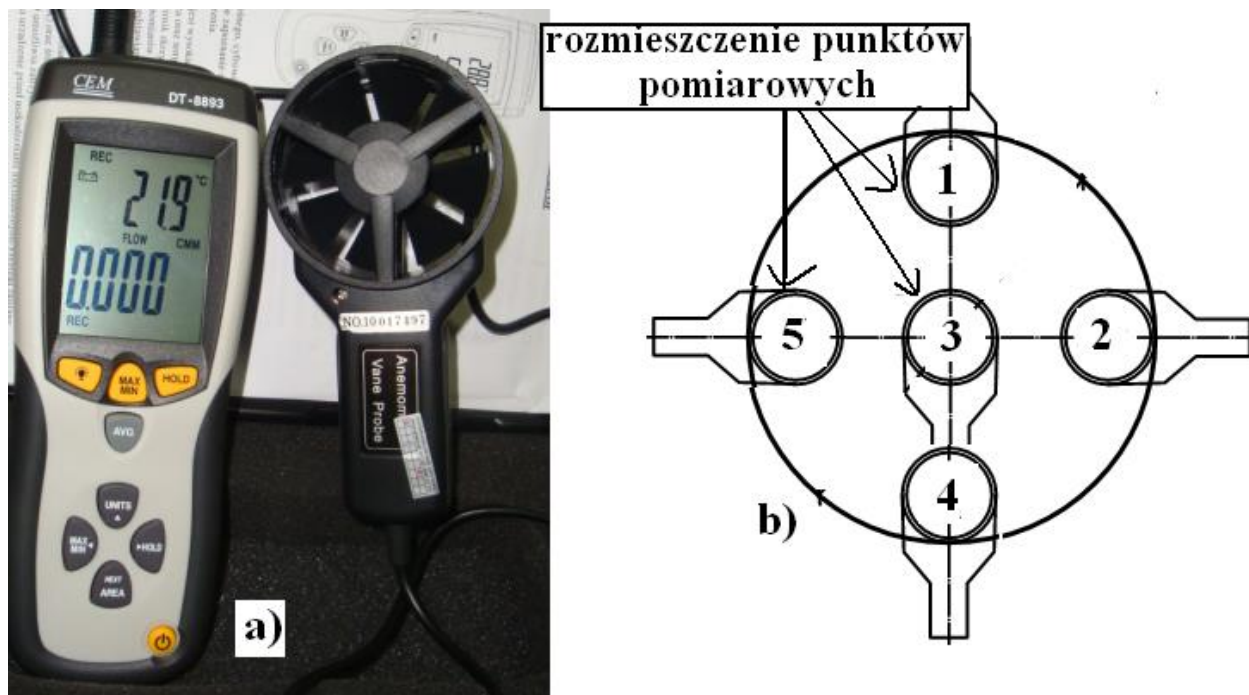 CEM
DT-8893
REC
21.9 °C
FLOW CMM
0.000
REC
MAX
MIN
HOLD
AVG
UNITS
MAX
MIN
HOLD
NEXT
AREA
NO.10017497
Anemom
Vane Probe
a)
rozmieszczenie punktów
pomiarowych
1
5
3
2
4
b)